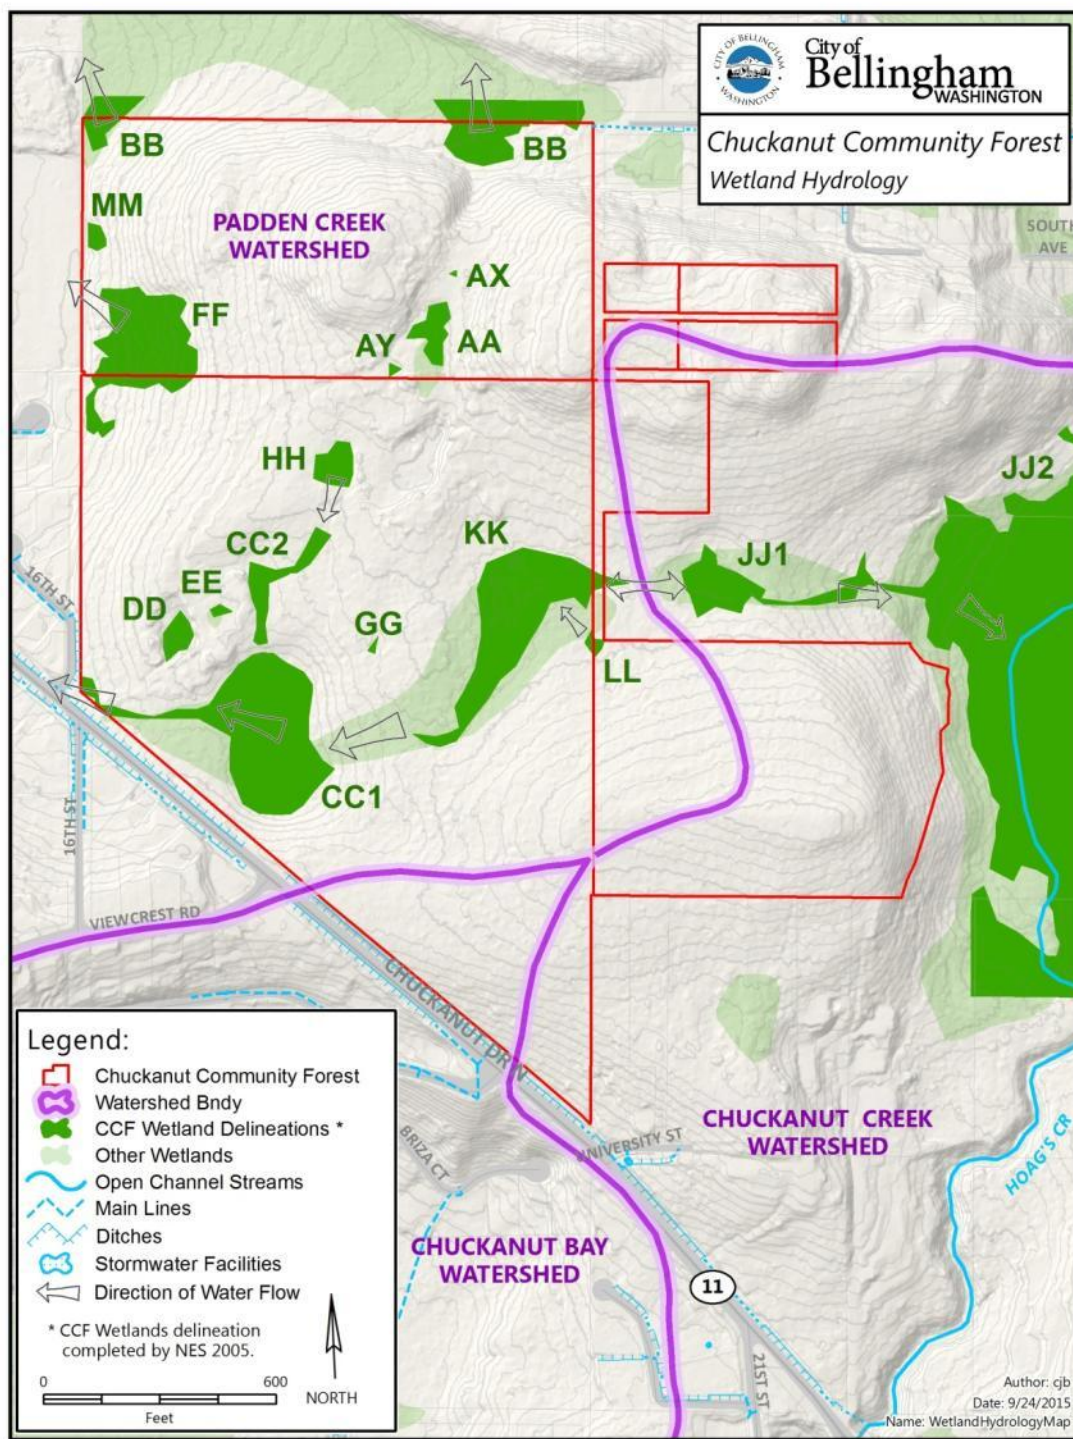 CITY OF BELLINGHAM
WASHINGTON
City of
Bellingham
WASHINGTON
Chuckanut Community Forest
Wetland Hydrology
BB
BB
MM
PADDEN CREEK
WATERSHED
SOUTH
AVE
AX
FF
AA
AY
HH
JJ2
KK
CC2
JJ1
16TH ST
EE
DD
GG
LL
CC1
16TH ST
VIEWCREST RD
CHUCKANUT DR N
UNIVERSITY ST
BRIZA CT
CHUCKANUT CREEK
WATERSHED
HOAG'S CR
CHUCKANUT BAY
WATERSHED
11
21ST ST
Legend:
Chuckanut Community Forest
Watershed Bndy
CCF Wetland Delineations *
Other Wetlands
Open Channel Streams
Main Lines
Ditches
Stormwater Facilities
Direction of Water Flow
* CCF Wetlands delineation
completed by NES 2005.
0 600
Feet
NORTH
Author: cjb
Date: 9/24/2015
Name: WetlandHydrologyMap